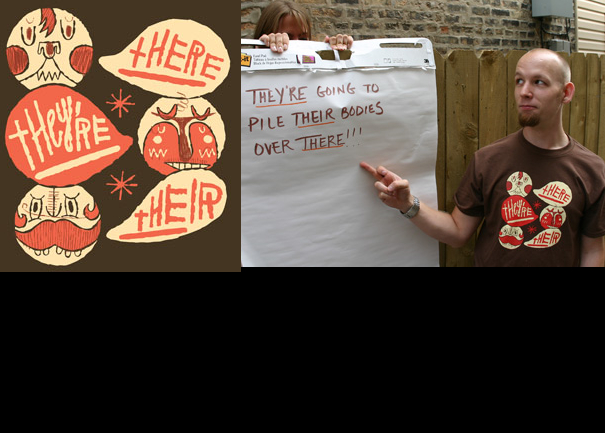 tHERE
tHEY'RE
tHEIR
THEY'RE GOING TO
PILE THEIR BODIES
OVER THERE!!!
tHERE
tHEY'RE
tHEIR